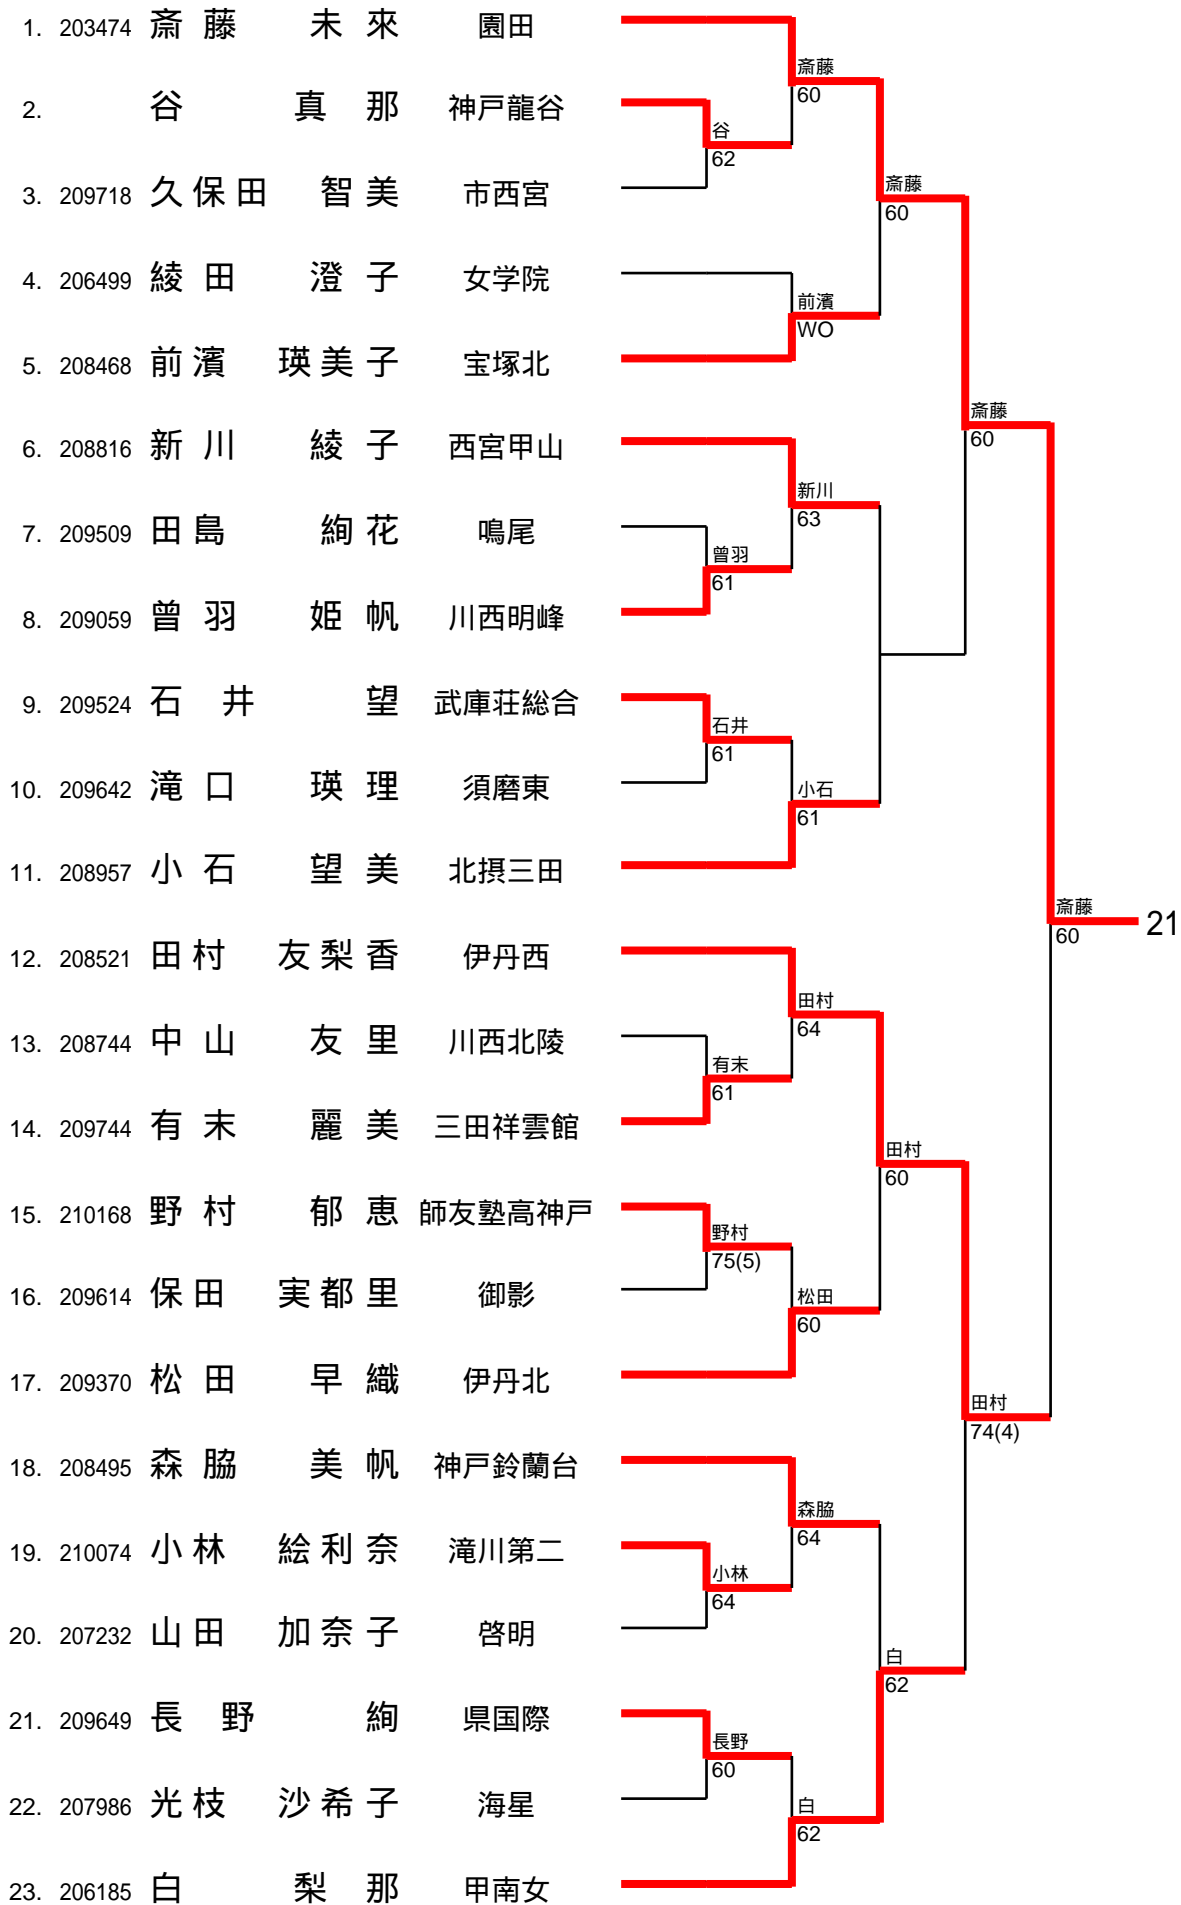 1. 203474 斎藤 未來 園田
2. 谷 真那 神戸龍谷
3. 209718 久保田 智美 市西宮
4. 206499 綾田 澄子 女学院
5. 208468 前濱 瑛美子 宝塚北
6. 208816 新川 綾子 西宮甲山
7. 209509 田島 絢花 鳴尾
8. 209059 曽羽 姫帆 川西明峰
9. 209524 石井 望 武庫荘総合
10. 209642 滝口 瑛理 須磨東
11. 208957 小石 望美 北摂三田
12. 208521 田村 友梨香 伊丹西
13. 208744 中山 友里 川西北陵
14. 209744 有末 麗美 三田祥雲館
15. 210168 野村 郁恵 師友塾高神戸
16. 209614 保田 実都里 御影
17. 209370 松田 早織 伊丹北
18. 208495 森脇 美帆 神戸鈴蘭台
19. 210074 小林 絵利奈 滝川第二
20. 207232 山田 加奈子 啓明
21. 209649 長野 絢 県国際
22. 207986 光枝 沙希子 海星
23. 206185 白 梨那 甲南女
谷
62
曽羽
61
石井
61
有末
61
野村
75(5)
小林
64
長野
60
斎藤
60
前濱
WO
新川
63
小石
61
田村
64
松田
60
森脇
64
白
62
斎藤
60
田村
60
白
62
斎藤
60
田村
74(4)
斎藤
60
21